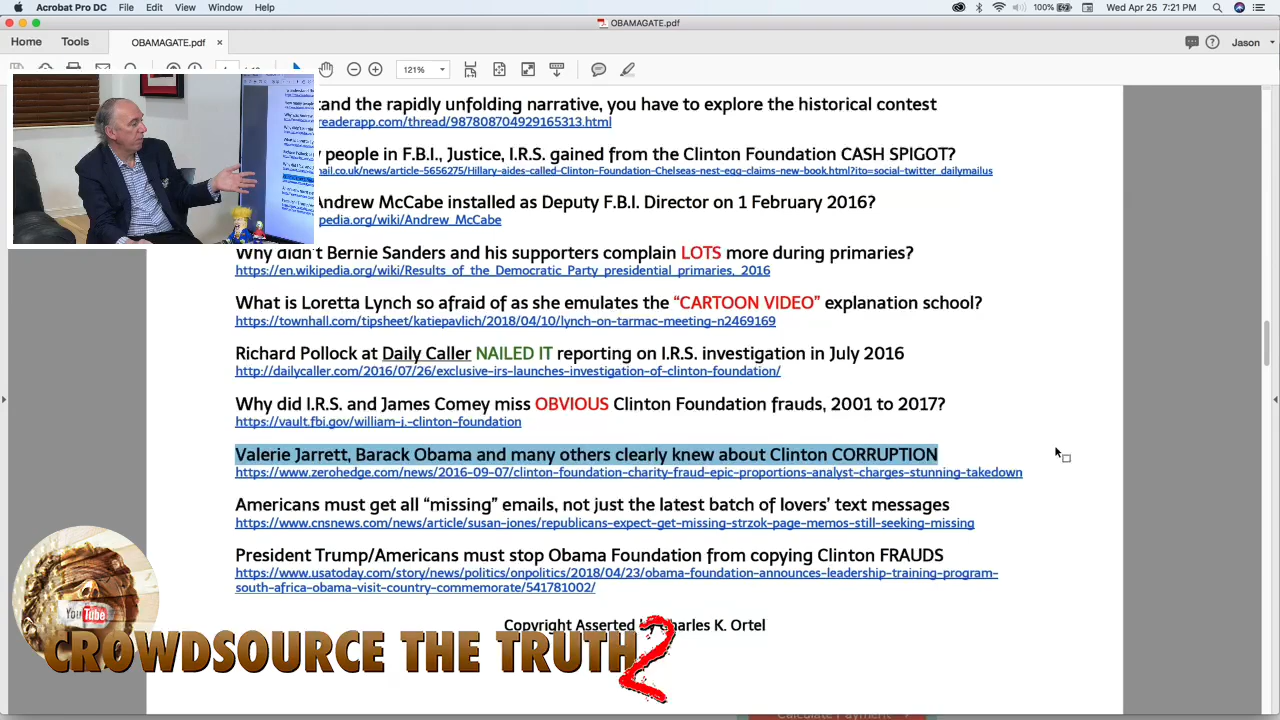 Acrobat Pro DC File Edit View Window Help 100% Wed Apr 25 7:21 PM
OBAMAGATE.pdf
Home Tools OBAMAGATE.pdf × Jason
121%
and the rapidly unfolding narrative, you have to explore the historical contest
readerapp.com/thread/987808704929165313.html
people in F.B.I., Justice, I.R.S. gained from the Clinton Foundation CASH SPIGOT?
mail.co.uk/news/article-5656275/Hillary-aides-called-Clinton-Foundation-Chelseas-nest-egg-claims-new-book.html?ito=social-twitter_dailymailus
Andrew McCabe installed as Deputy F.B.I. Director on 1 February 2016?
pedia.org/wiki/Andrew_McCabe
Why didn't Bernie Sanders and his supporters complain LOTS more during primaries?
https://en.wikipedia.org/wiki/Results_of_the_Democratic_Party_presidential_primaries,_2016
What is Loretta Lynch so afraid of as she emulates the “CARTOON VIDEO” explanation school?
https://townhall.com/tipsheet/katiepavlich/2018/04/10/lynch-on-tarmac-meeting-n2469169
Richard Pollock at Daily Caller NAILED IT reporting on I.R.S. investigation in July 2016
http://dailycaller.com/2016/07/26/exclusive-irs-launches-investigation-of-clinton-foundation/
Why did I.R.S. and James Comey miss OBVIOUS Clinton Foundation frauds, 2001 to 2017?
https://vault.fbi.gov/william-j.-clinton-foundation
Valerie Jarrett, Barack Obama and many others clearly knew about Clinton CORRUPTION
https://www.zerohedge.com/news/2016-09-07/clinton-foundation-charity-fraud-epic-proportions-analyst-charges-stunning-takedown
Americans must get all “missing” emails, not just the latest batch of lovers’ text messages
https://www.cnsnews.com/news/article/susan-jones/republicans-expect-get-missing-strzok-page-memos-still-seeking-missing
President Trump/Americans must stop Obama Foundation from copying Clinton FRAUDS
https://www.usatoday.com/story/news/politics/onpolitics/2018/04/23/obama-foundation-announces-leadership-training-program-
south-africa-obama-visit-country-commemorate/541781002/
Copyright Asserted by Charles K. Ortel
YouTube
CROWDSOURCE THE TRUTH 2
Calculate Payment